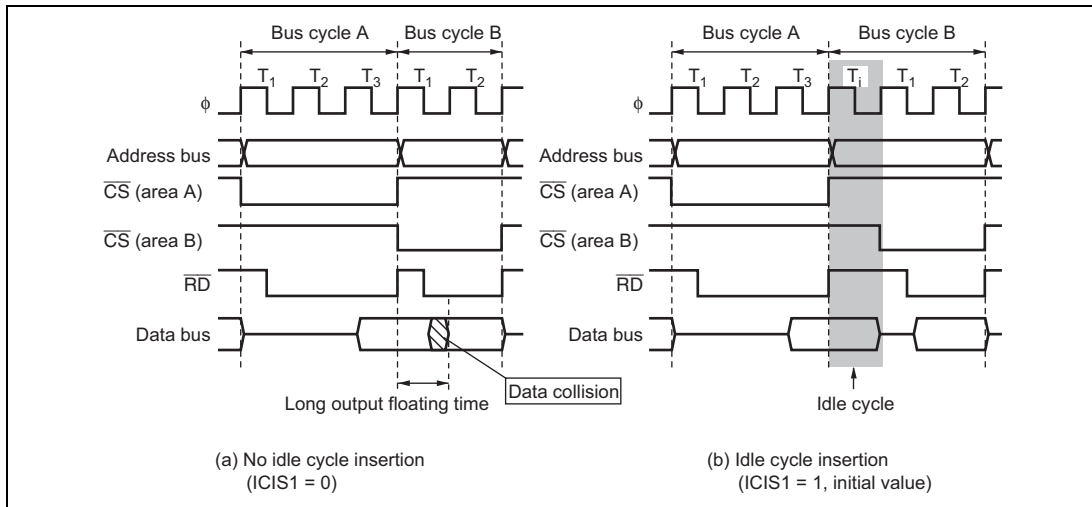 Bus cycle A Bus cycle B
T1 T2 T3 T1 T2
φ
Address bus
CS (area A)
CS (area B)
RD
Data bus
Data collision
Long output floating time
(a) No idle cycle insertion
(ICIS1 = 0)
Bus cycle A Bus cycle B
T1 T2 T3 Ti T1 T2
φ
Address bus
CS (area A)
CS (area B)
RD
Data bus
Idle cycle
(b) Idle cycle insertion
(ICIS1 = 1, initial value)